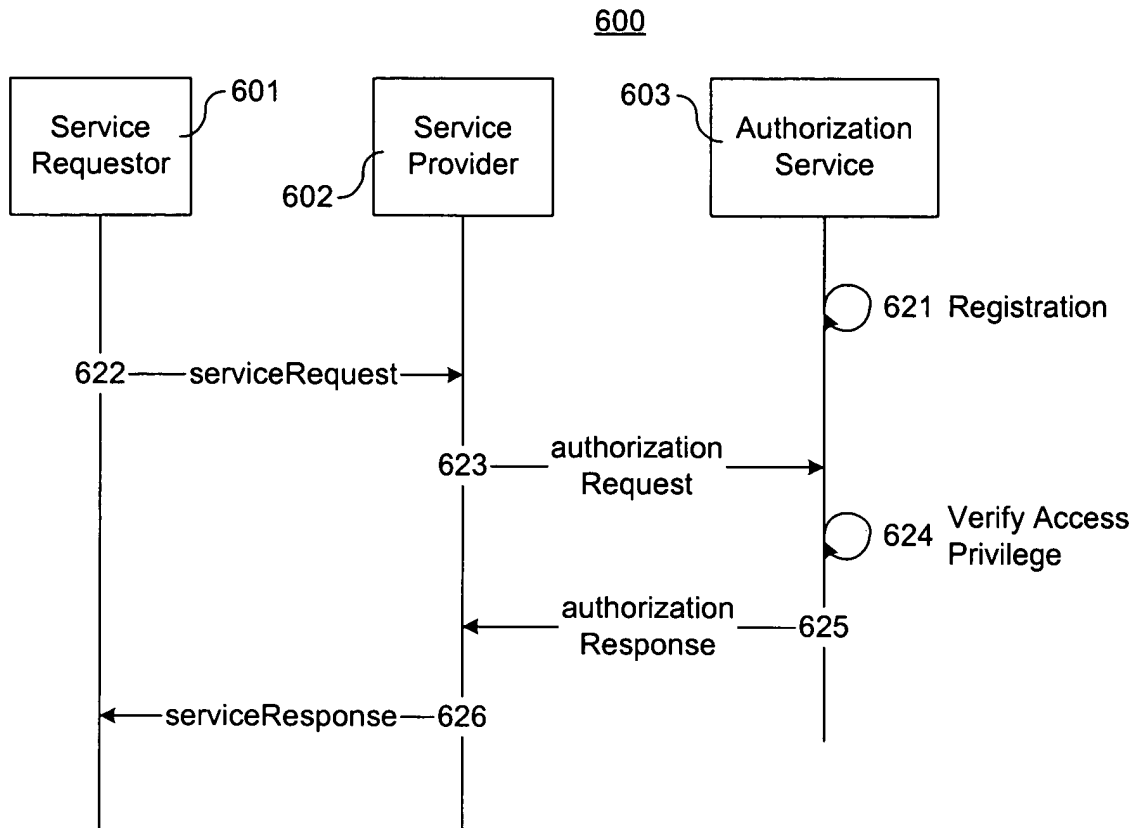 600
601
Service
Requestor
602
Service
Provider
603
Authorization
Service
621 Registration
622 serviceRequest
623 authorization
Request
624 Verify Access
Privilege
authorization
Response 625
serviceResponse 626